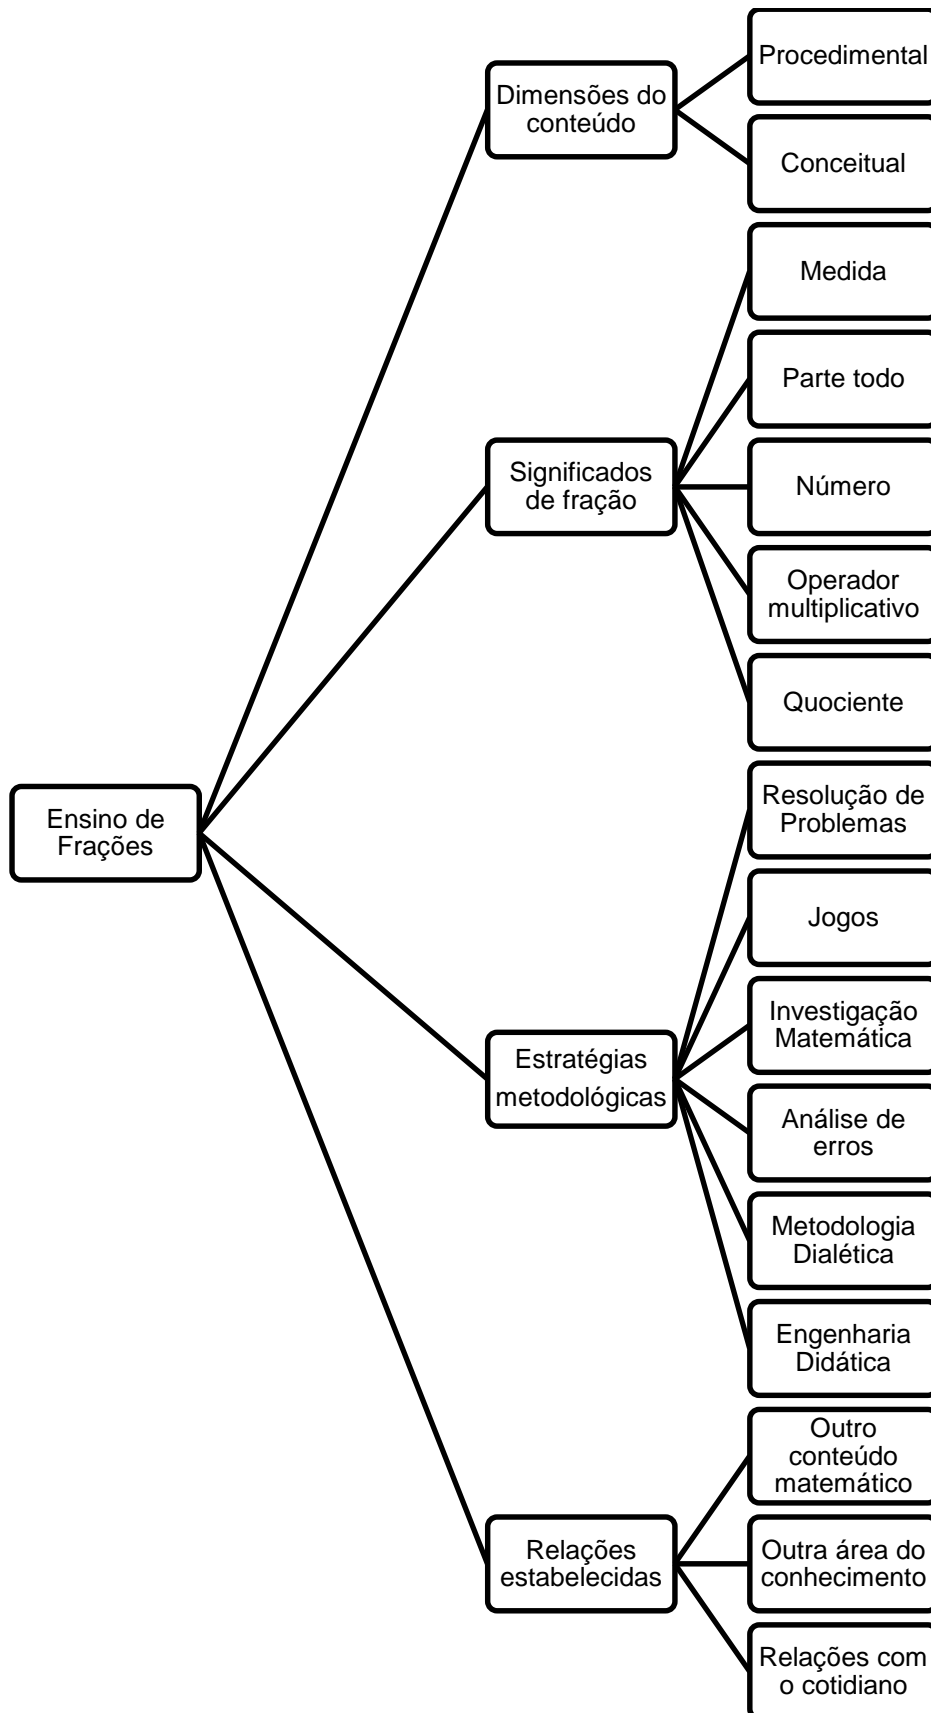 Ensino de
Frações
Dimensões do
conteúdo
Procedimental
Conceitual
Significados
de fração
Medida
Parte todo
Número
Operador
multiplicativo
Quociente
Estratégias
metodológicas
Resolução de
Problemas
Jogos
Investigação
Matemática
Análise de
erros
Metodologia
Dialética
Engenharia
Didática
Relações
estabelecidas
Outro
conteúdo
matemático
Outra área do
conhecimento
Relações com
o cotidiano